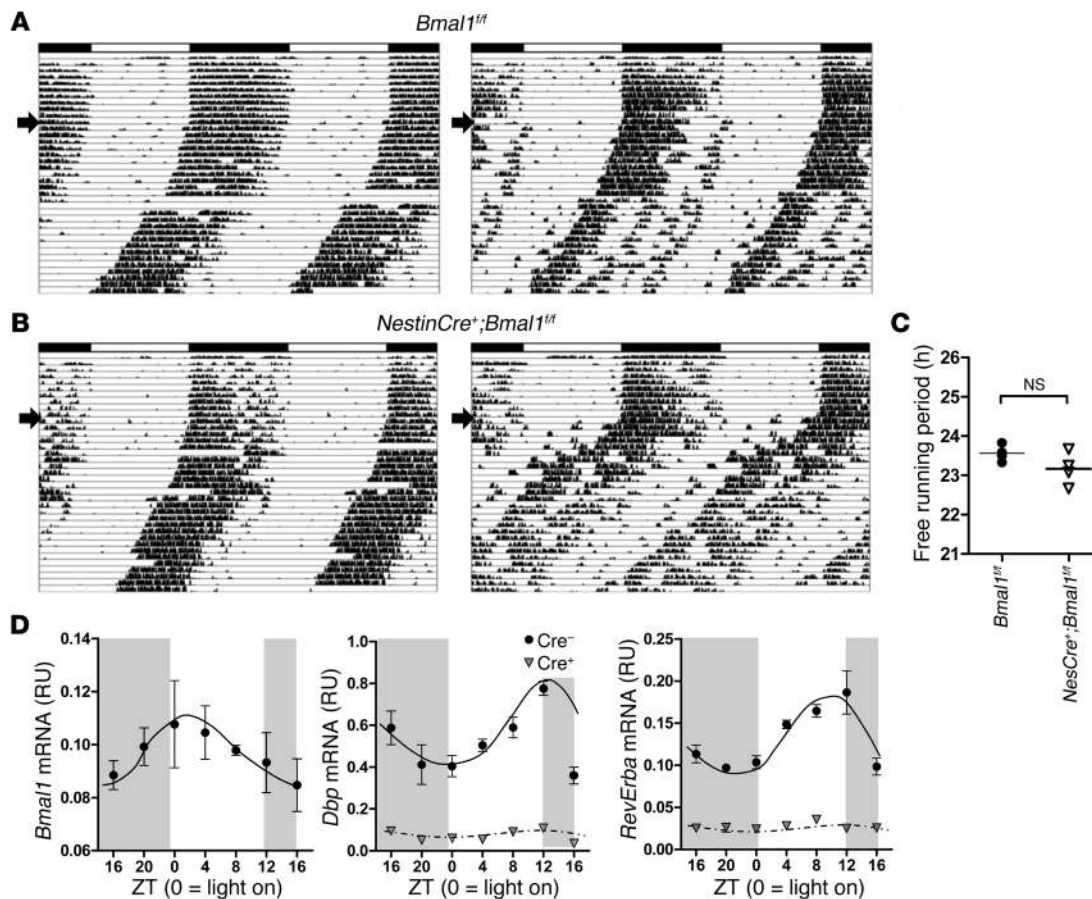 A
Bmal1f/f
B
NestinCre+;Bmal1f/f
C
Free running period (h)
26
25
24
23
22
21
NS
Bmal1f/f
NesCre+;Bmal1f/f
D
Bmal1 mRNA (RU)
0.14
0.12
0.10
0.08
0.06
16 20 0 4 8 12 16
ZT (0 = light on)
Dbp mRNA (RU)
1.0
0.8
0.6
0.4
0.2
0.0
Cre−
Cre+
16 20 0 4 8 12 16
ZT (0 = light on)
RevErba mRNA (RU)
0.25
0.20
0.15
0.10
0.05
0.00
16 20 0 4 8 12 16
ZT (0 = light on)